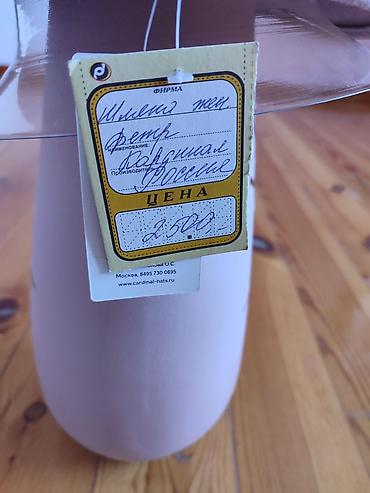 ФИРМА
Шляпа жен.
фетр
НАИМЕНОВАНИЕ
Кардинал
Производитель
Россия
ЦЕНА
2500-
О.С.
Москва, 8495 730 0695
www.cardinal-hats.ru